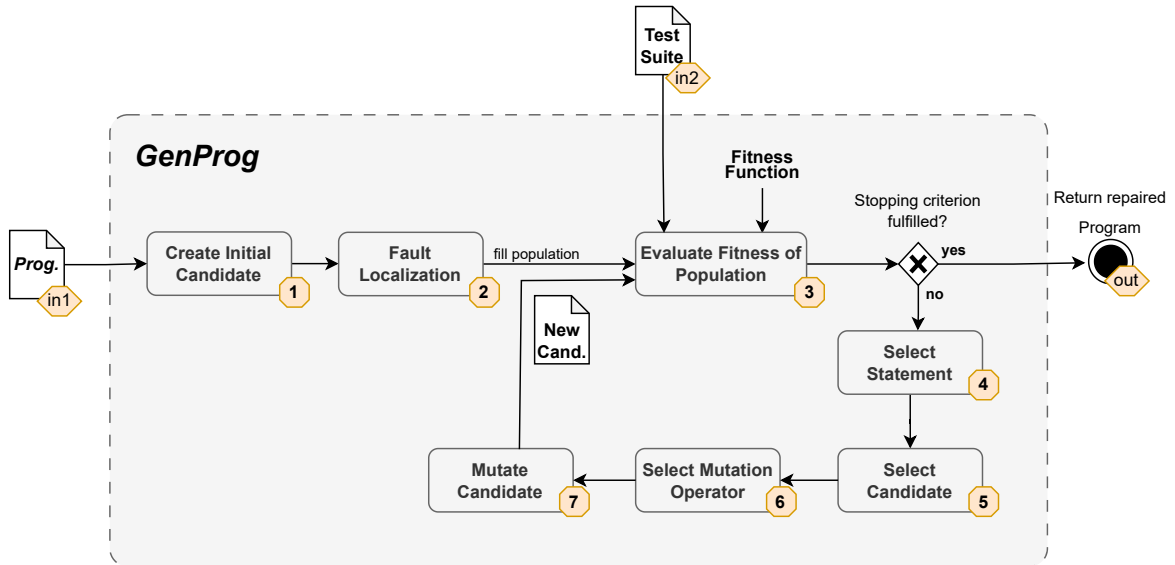 Test
Suite
in2
GenProg
Fitness
Function
Stopping criterion
fulfilled?
Return repaired
Program
Prog.
in1
Create Initial
Candidate
1
Fault
Localization
2
fill population
Evaluate Fitness of
Population
3
yes
no
out
New
Cand.
Select
Statement
4
Mutate
Candidate
7
Select Mutation
Operator
6
Select
Candidate
5